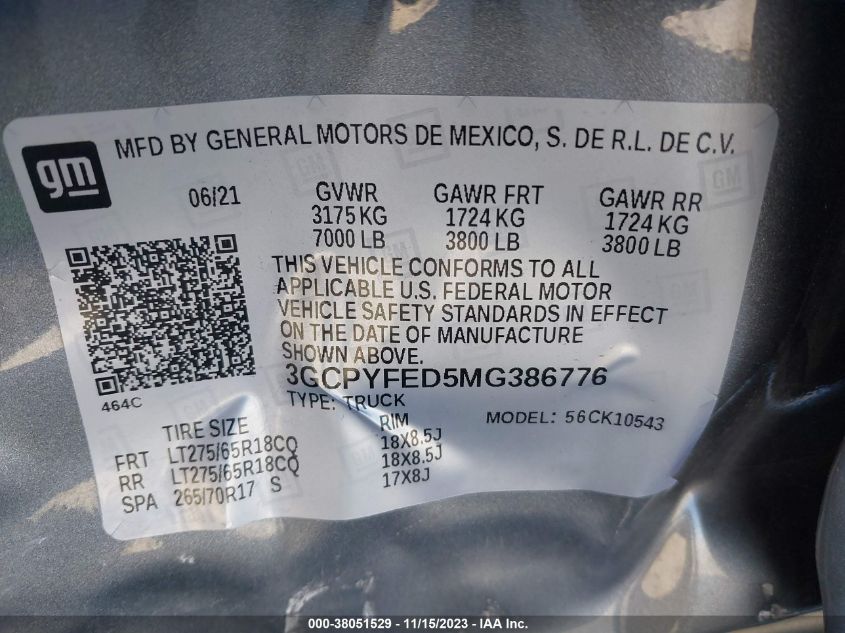 gm
MFD BY GENERAL MOTORS DE MEXICO, S. DE R.L. DE C.V.
06/21
GVWR GAWR FRT GAWR RR
3175 KG 1724 KG 1724 KG
7000 LB 3800 LB 3800 LB
THIS VEHICLE CONFORMS TO ALL
APPLICABLE U.S. FEDERAL MOTOR
VEHICLE SAFETY STANDARDS IN EFFECT
ON THE DATE OF MANUFACTURE
SHOWN ABOVE.
3GCPYFED5MG386776
464C
TYPE: TRUCK
MODEL: 56CK10543
TIRE SIZE RIM
FRT LT275/65R18CQ 18X8.5J
RR LT275/65R18CQ 18X8.5J
SPA 265/70R17 S 17X8J
000-38051529 - 11/15/2023 - IAA Inc.